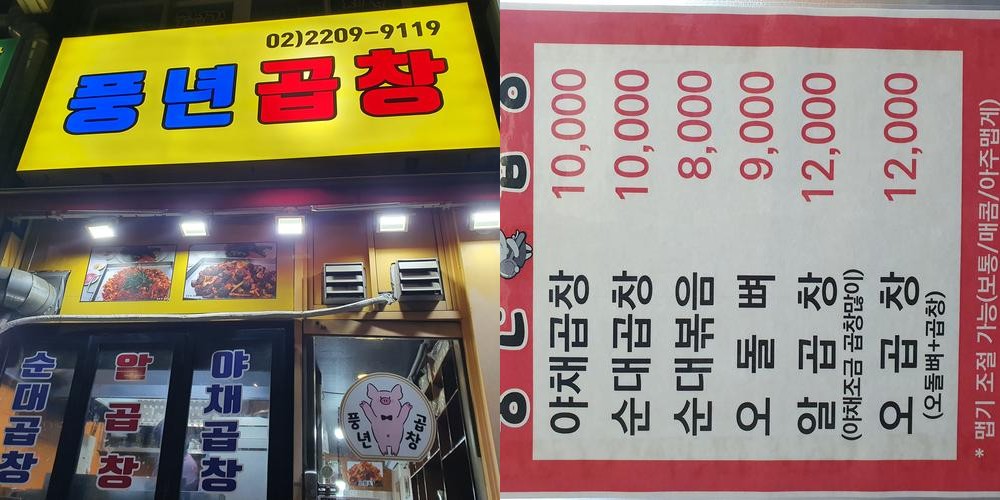 02)2209-9119
풍년곱창
순대곱창
알곱창
야채곱창
풍년
곱창
야채곱창 10,000
순대곱창 10,000
순대볶음 8,000
오돌뼈 9,000
알곱창 12,000
(야채조금 곱창많이)
오곱창 12,000
(오돌뼈+곱창)
* 맵기 조절 가능(보통/매콤/아주맵게)